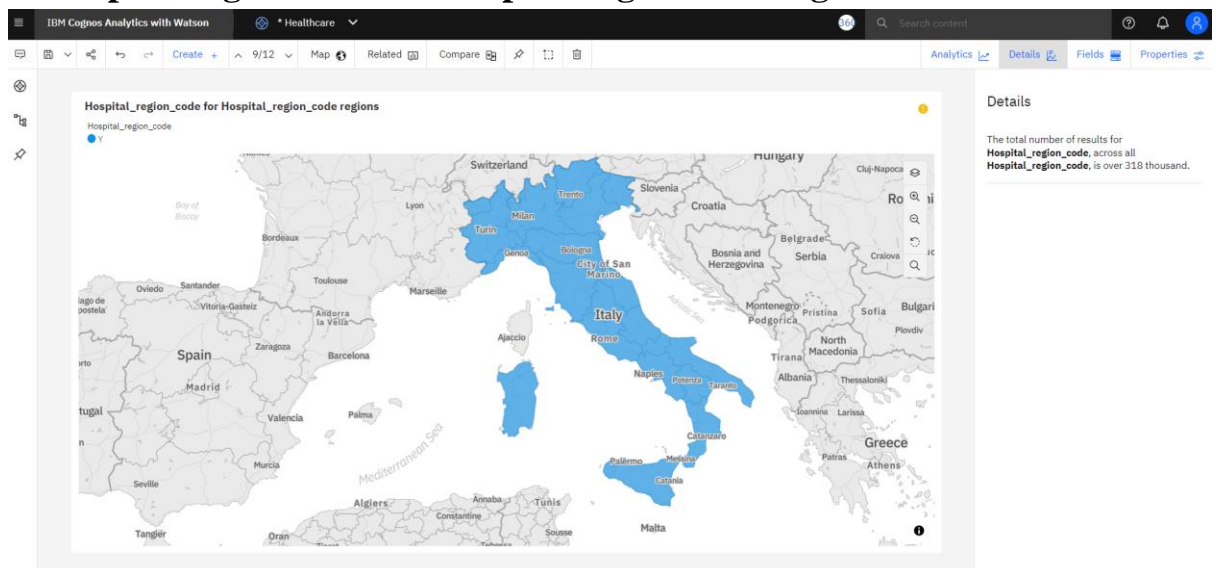 IBM Cognos Analytics with Watson
* Healthcare
360
Search content
Create +
9/12
Map
Related
Compare
Analytics
Details
Fields
Properties
Hospital_region_code for Hospital_region_code regions
Hospital_region_code
Y
Details
The total number of results for
Hospital_region_code, across all
Hospital_region_code, is over 318 thousand.
Switzerland
Hungary
Cluj-Napoca
Bay of
Biscay
Lyon
Trento
Slovenia
Croatia
Milan
Turin
Bordeaux
Genoa
Bologna
City of San
Marino
Bosnia and
Herzegovina
Belgrade
Serbia
Craiova
Oviedo
Santander
Toulouse
Marseille
Vitoria-Gasteiz
Andorra
la Vella
Italy
Montenegro
Podgorica
Pristina
Sofia
Bulgari
Plovdiv
Ajaccio
Rome
Spain
Zaragoza
Barcelona
North
Macedonia
Tirana
Madrid
Naples
Potenza
Taranto
Albania
Thessaloniki
tugal
Valencia
Palma
Ioannina
Larissa
Catanzaro
Greece
Murcia
Mediterranean Sea
Palermo
Messina
Patras
Athens
Seville
Catania
Algiers
Annaba
Tunis
Constantine
Tangier
Oran
Sousse
Malta